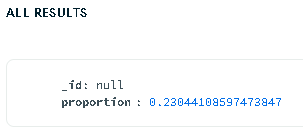 ALL RESULTS
_id: null
proportion : 0.23044108597473847